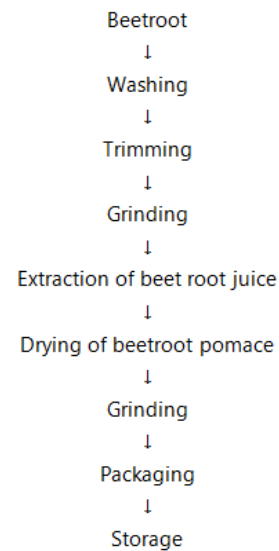 Beetroot
↓
Washing
↓
Trimming
↓
Grinding
↓
Extraction of beet root juice
↓
Drying of beetroot pomace
↓
Grinding
↓
Packaging
↓
Storage